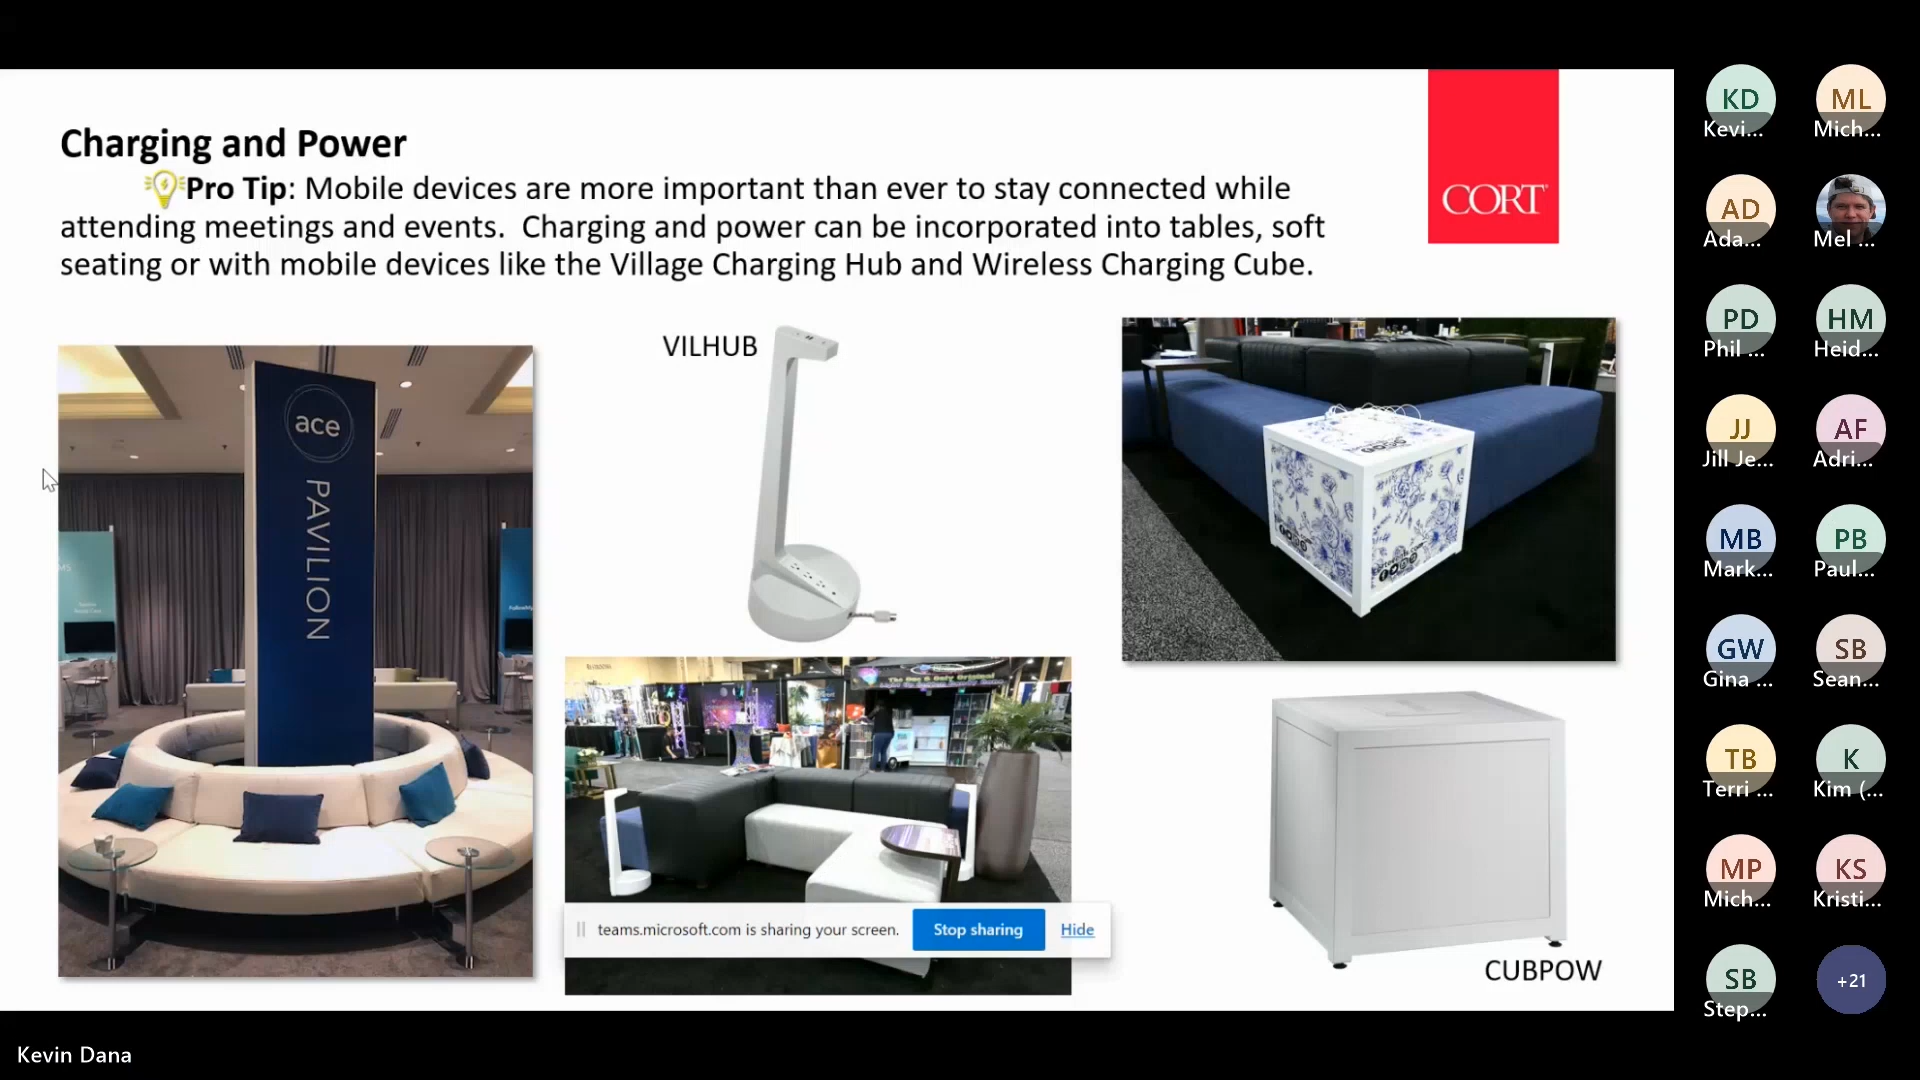 Charging and Power
Pro Tip: Mobile devices are more important than ever to stay connected while
attending meetings and events. Charging and power can be incorporated into tables, soft
seating or with mobile devices like the Village Charging Hub and Wireless Charging Cube.
CORT
VILHUB
ace
PAVILION
The One & Only Original
teams.microsoft.com is sharing your screen.
Stop sharing
Hide
CUBPOW
KD
Kevi...
ML
Mich...
AD
Ada...
Mel ...
PD
Phil ...
HM
Heid...
JJ
Jill Je...
AF
Adri...
MB
Mark...
PB
Paul...
GW
Gina ...
SB
Sean...
TB
Terri ...
K
Kim (...
MP
Mich...
KS
Kristi...
SB
Step...
+21
Kevin Dana